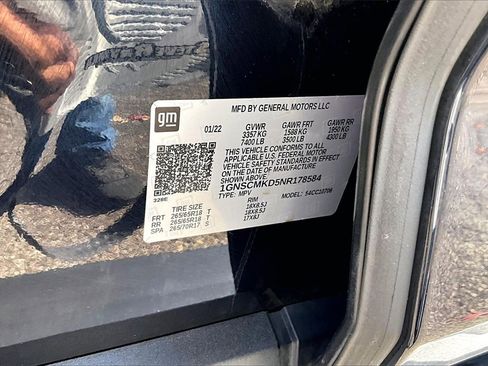 gm
MFD BY GENERAL MOTORS LLC
01/22 GVWR GAWR FRT GAWR RR
3357 KG 1588 KG 1950 KG
7400 LB 3500 LB 4300 LB
THIS VEHICLE CONFORMS TO ALL
APPLICABLE U.S. FEDERAL MOTOR
VEHICLE SAFETY STANDARDS IN EFFECT
ON THE DATE OF MANUFACTURE
SHOWN ABOVE.
1GNSCMKD5NR178584
TYPE: MPV MODEL: 54CC10706
TIRE SIZE RIM
FRT 265/65R18 T 18X8.5J
RR 265/65R18 T 18X8.5J
SPA 265/70R17 S 17X8J